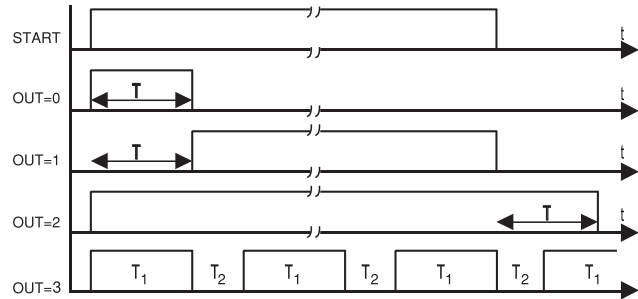 START t
T t
OUT=0
T t
OUT=1
T t
OUT=2
T₁ T₂ T₁ T₂ T₁ T₂ T₁
OUT=3